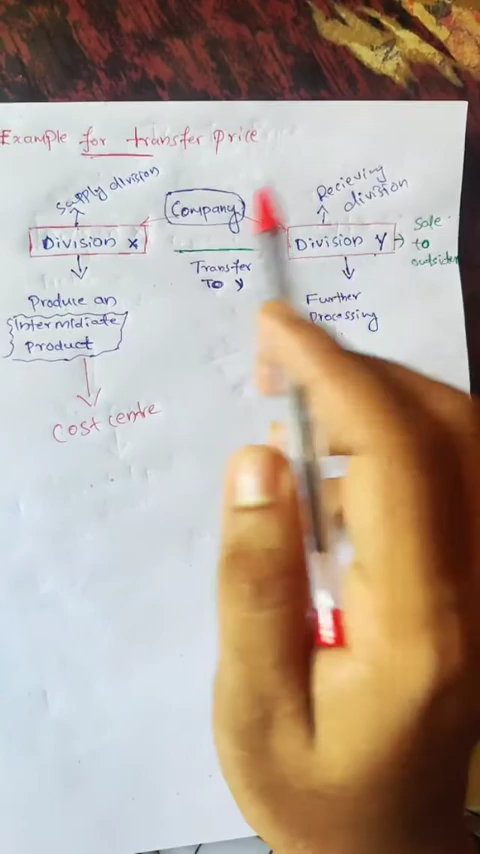 Example for transfer price
Supply division
Company
Recieving
division
Division X
Division Y
Sale
to
outsider
Transfer
To y
Produce an
Intermidiate
Product
Further
Processing
Cost centre